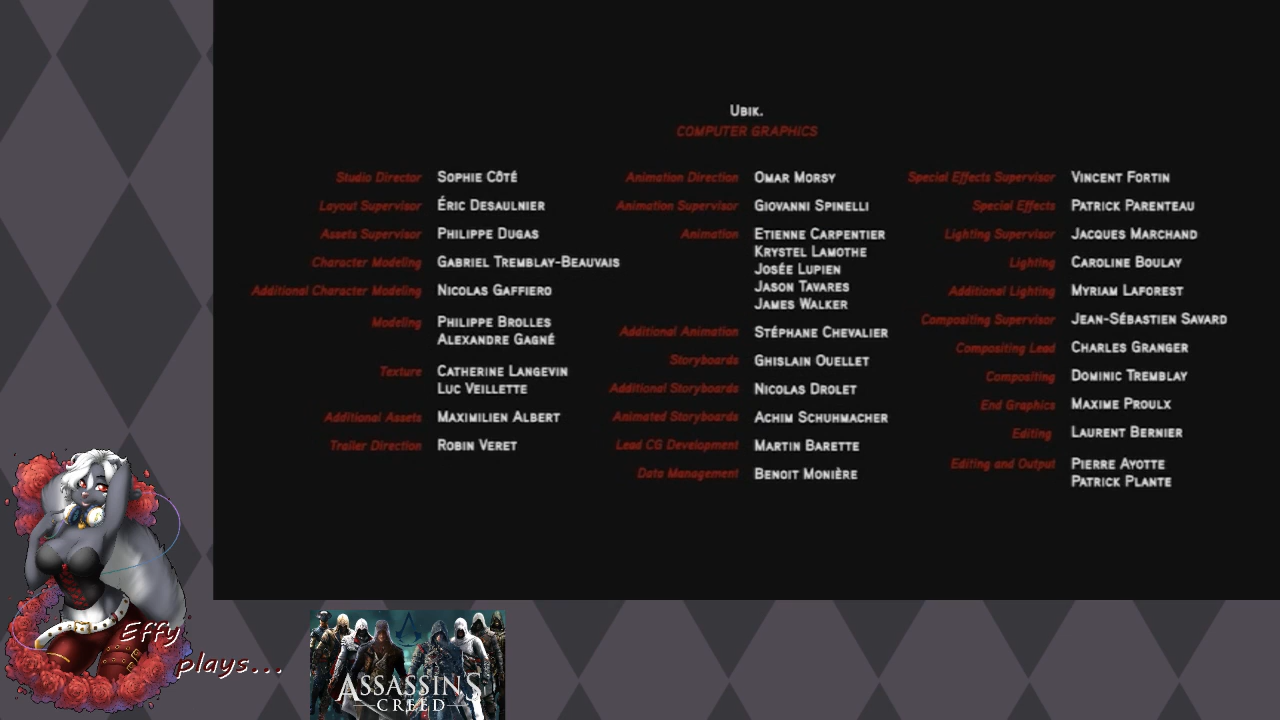 Ubik.
COMPUTER GRAPHICS
Studio Director Sophie Côté
Layout Supervisor Éric Desaulnier
Assets Supervisor Philippe Dugas
Character Modeling Gabriel Tremblay-Beauvais
Additional Character Modeling Nicolas Gaffiero
Modeling Philippe Brolles
Alexandre Gagné
Texture Catherine Langevin
Luc Veillette
Additional Assets Maximilien Albert
Trailer Direction Robin Veret
Animation Direction Omar Morsy
Animation Supervisor Giovanni Spinelli
Animation Etienne Carpentier
Krystel Lamothe
Josée Lupien
Jason Tavares
James Walker
Additional Animation Stéphane Chevalier
Storyboards Ghislain Ouellet
Additional Storyboards Nicolas Drolet
Animated Storyboards Achim Schuhmacher
Lead CG Development Martin Barette
Data Management Benoit Monière
Special Effects Supervisor Vincent Fortin
Special Effects Patrick Parenteau
Lighting Supervisor Jacques Marchand
Lighting Caroline Boulay
Additional Lighting Myriam Laforest
Compositing Supervisor Jean-Sébastien Savard
Compositing Lead Charles Granger
Compositing Dominic Tremblay
End Graphics Maxime Proulx
Editing Laurent Bernier
Editing and Output Pierre Ayotte
Patrick Plante
Effy
plays...
ASSASSIN'S
CREED